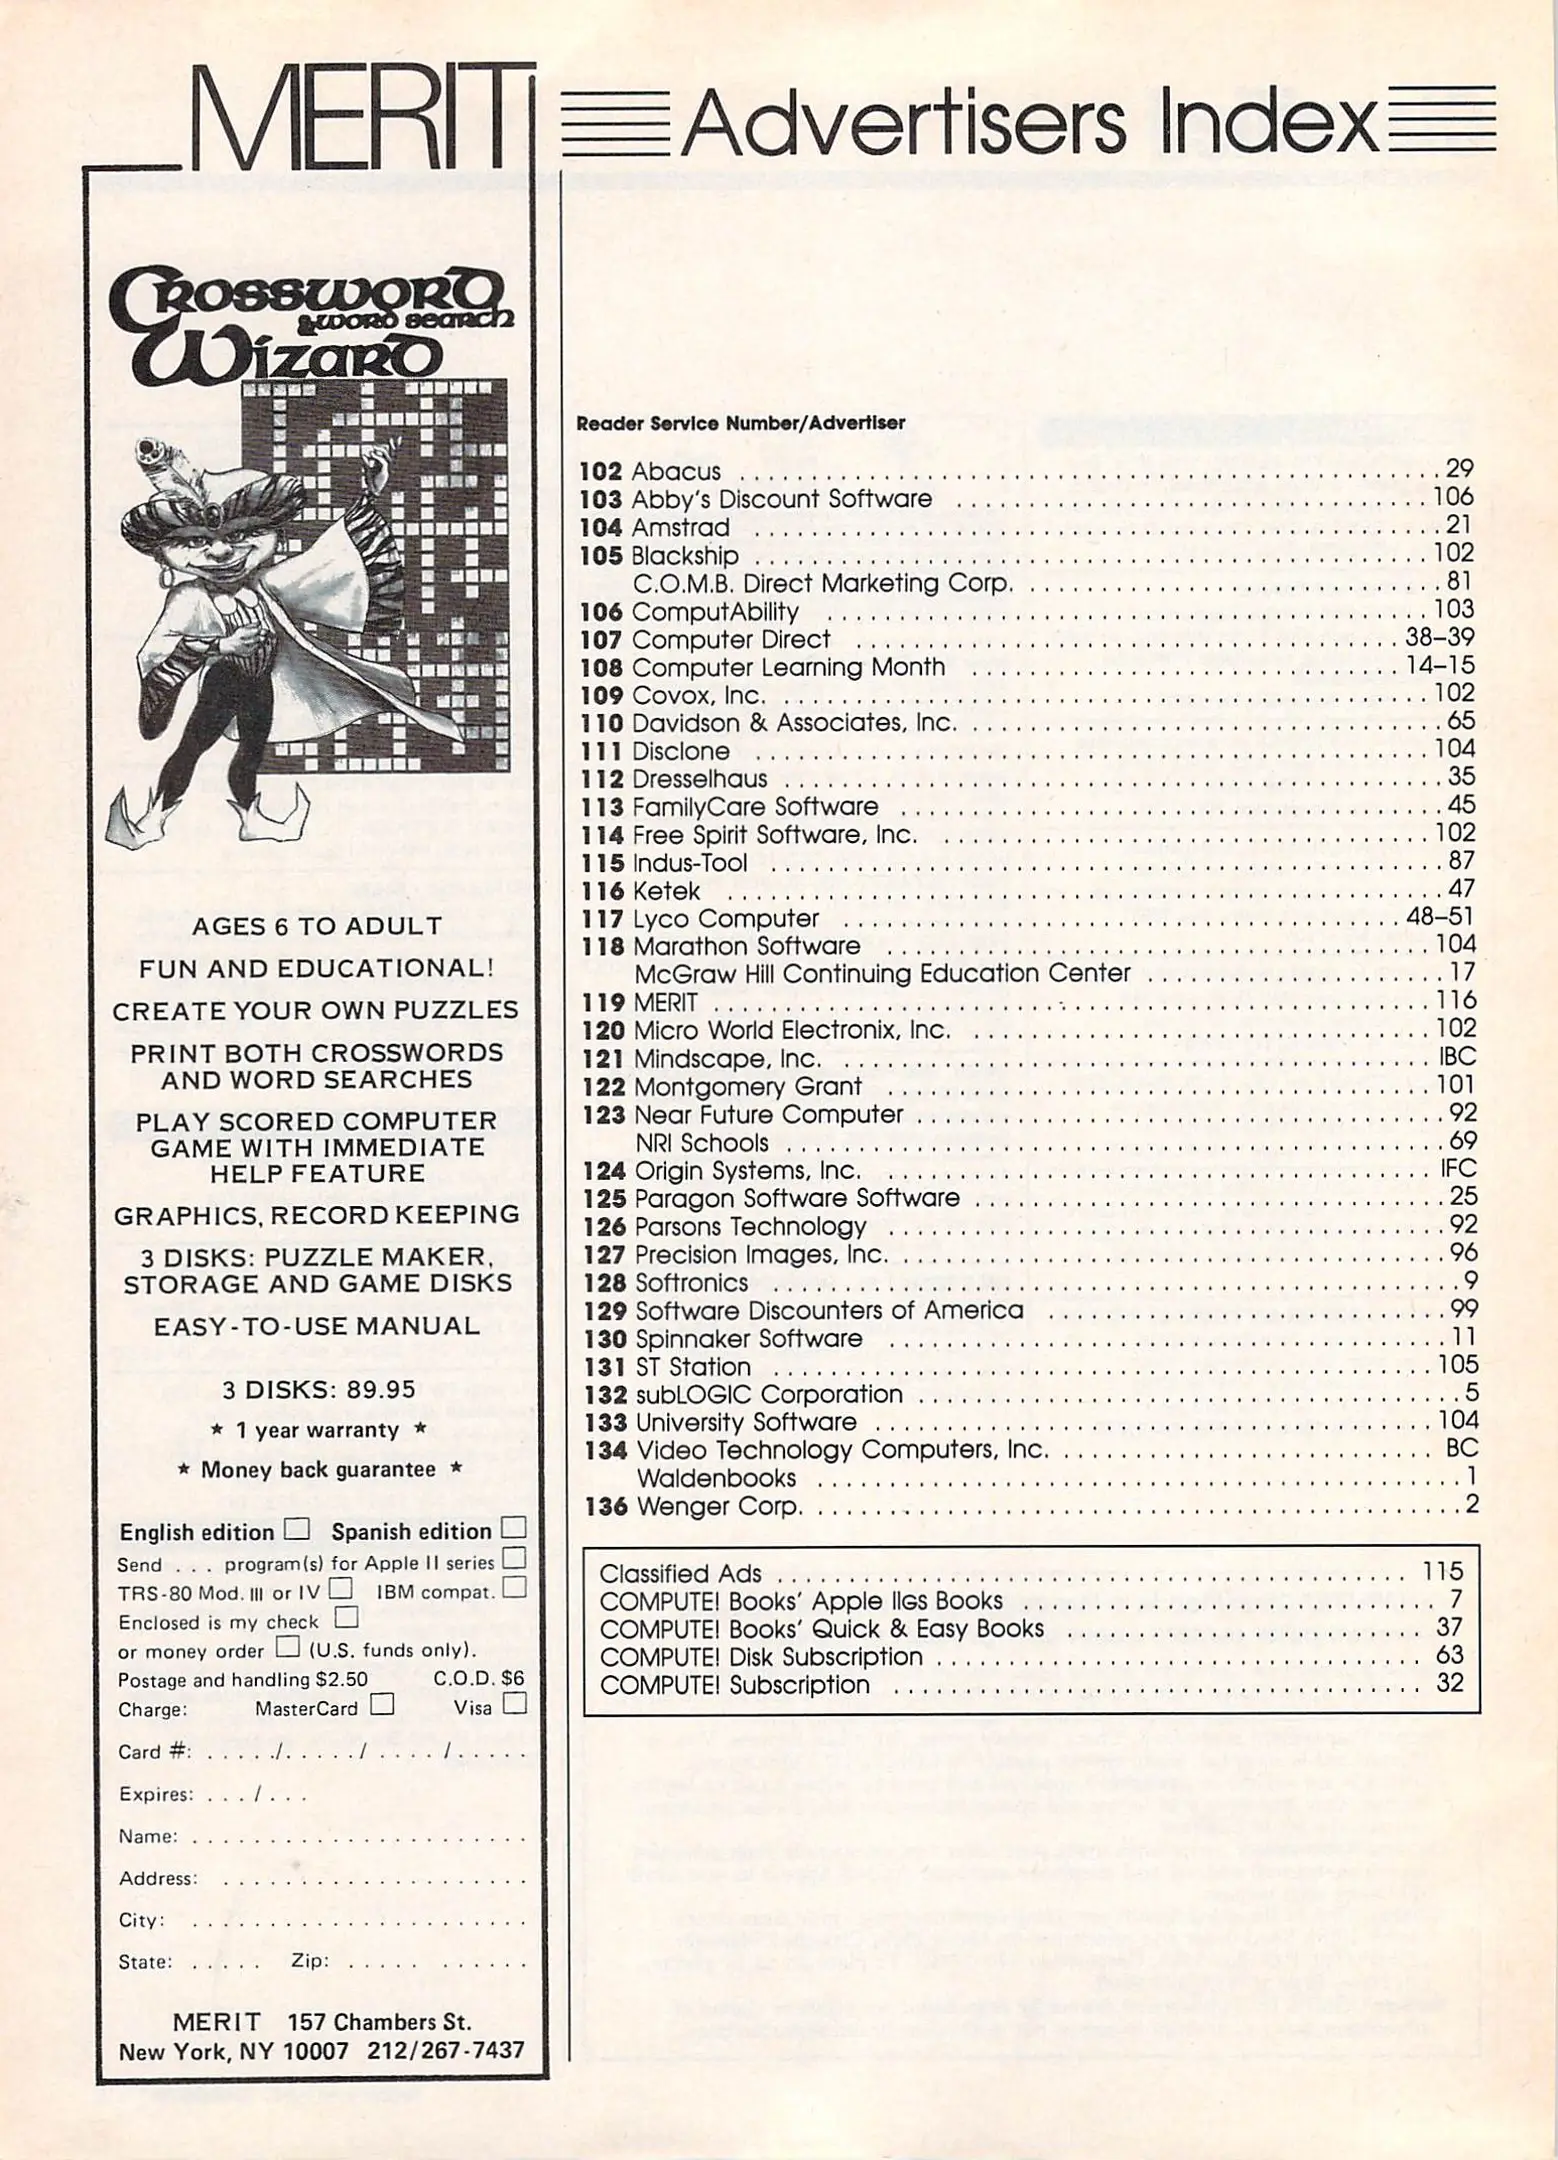 MERIT
Crossword
& word search
Wizard
AGES 6 TO ADULT
FUN AND EDUCATIONAL!
CREATE YOUR OWN PUZZLES
PRINT BOTH CROSSWORDS
AND WORD SEARCHES
PLAY SCORED COMPUTER
GAME WITH IMMEDIATE
HELP FEATURE
GRAPHICS, RECORD KEEPING
3 DISKS: PUZZLE MAKER,
STORAGE AND GAME DISKS
EASY-TO-USE MANUAL
3 DISKS: 89.95
★ 1 year warranty ★
★ Money back guarantee ★
English edition □ Spanish edition □
Send . . . program(s) for Apple II series □
TRS-80 Mod. III or IV □ IBM compat. □
Enclosed is my check □
or money order □ (U.S. funds only).
Postage and handling $2.50 C.O.D. $6
Charge: MasterCard □ Visa □
Card #: . . . . . / . . . . . / . . . . / . . . . .
Expires: . . . / . . .
Name: . . . . . . . . . . . . . . . . . . . . . . .
Address: . . . . . . . . . . . . . . . . . . . . .
City: . . . . . . . . . . . . . . . . . . . . . . .
State: . . . . . Zip: . . . . . . . . . . .
MERIT 157 Chambers St.
New York, NY 10007 212/267-7437
Advertisers Index
Reader Service Number/Advertiser
102 Abacus . . . . . 29
103 Abby's Discount Software . . . . . 106
104 Amstrad . . . . . 21
105 Blackship . . . . . 102
C.O.M.B. Direct Marketing Corp. . . . . . 81
106 ComputAbility . . . . . 103
107 Computer Direct . . . . . 38–39
108 Computer Learning Month . . . . . 14–15
109 Covox, Inc. . . . . . 102
110 Davidson & Associates, Inc. . . . . . 65
111 Disclone . . . . . 104
112 Dresselhaus . . . . . 35
113 FamilyCare Software . . . . . 45
114 Free Spirit Software, Inc. . . . . . 102
115 Indus-Tool . . . . . 87
116 Ketek . . . . . 47
117 Lyco Computer . . . . . 48–51
118 Marathon Software . . . . . 104
McGraw Hill Continuing Education Center . . . . . 17
119 MERIT . . . . . 116
120 Micro World Electronix, Inc. . . . . . 102
121 Mindscape, Inc. . . . . . IBC
122 Montgomery Grant . . . . . 101
123 Near Future Computer . . . . . 92
NRI Schools . . . . . 69
124 Origin Systems, Inc. . . . . . IFC
125 Paragon Software Software . . . . . 25
126 Parsons Technology . . . . . 92
127 Precision Images, Inc. . . . . . 96
128 Softronics . . . . . 9
129 Software Discounters of America . . . . . 99
130 Spinnaker Software . . . . . 11
131 ST Station . . . . . 105
132 subLOGIC Corporation . . . . . 5
133 University Software . . . . . 104
134 Video Technology Computers, Inc. . . . . . BC
Waldenbooks . . . . . 1
136 Wenger Corp. . . . . . 2
Classified Ads . . . . . 115
COMPUTE! Books' Apple IIGS Books . . . . . 7
COMPUTE! Books' Quick & Easy Books . . . . . 37
COMPUTE! Disk Subscription . . . . . 63
COMPUTE! Subscription . . . . . 32